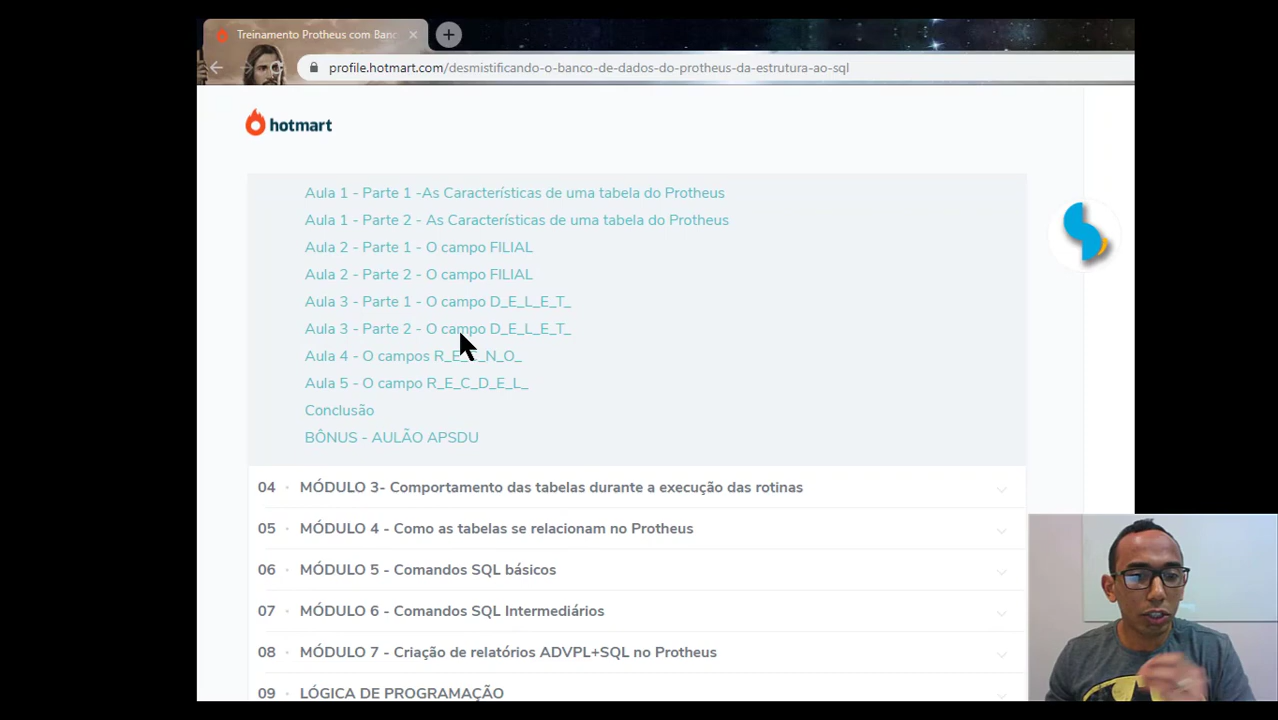 Treinamento Protheus com Banc
profile.hotmart.com/desmistificando-o-banco-de-dados-do-protheus-da-estrutura-ao-sql
hotmart
Aula 1 - Parte 1 -As Características de uma tabela do Protheus
Aula 1 - Parte 2 - As Características de uma tabela do Protheus
Aula 2 - Parte 1 - O campo FILIAL
Aula 2 - Parte 2 - O campo FILIAL
Aula 3 - Parte 1 - O campo D_E_L_E_T_
Aula 3 - Parte 2 - O campo D_E_L_E_T_
Aula 4 - O campos R_E_C_N_O_
Aula 5 - O campo R_E_C_D_E_L_
Conclusão
BÔNUS - AULÃO APSDU
04 • MÓDULO 3- Comportamento das tabelas durante a execução das rotinas
05 • MÓDULO 4 - Como as tabelas se relacionam no Protheus
06 • MÓDULO 5 - Comandos SQL básicos
07 • MÓDULO 6 - Comandos SQL Intermediários
08 • MÓDULO 7 - Criação de relatórios ADVPL+SQL no Protheus
09 LÓGICA DE PROGRAMAÇÃO